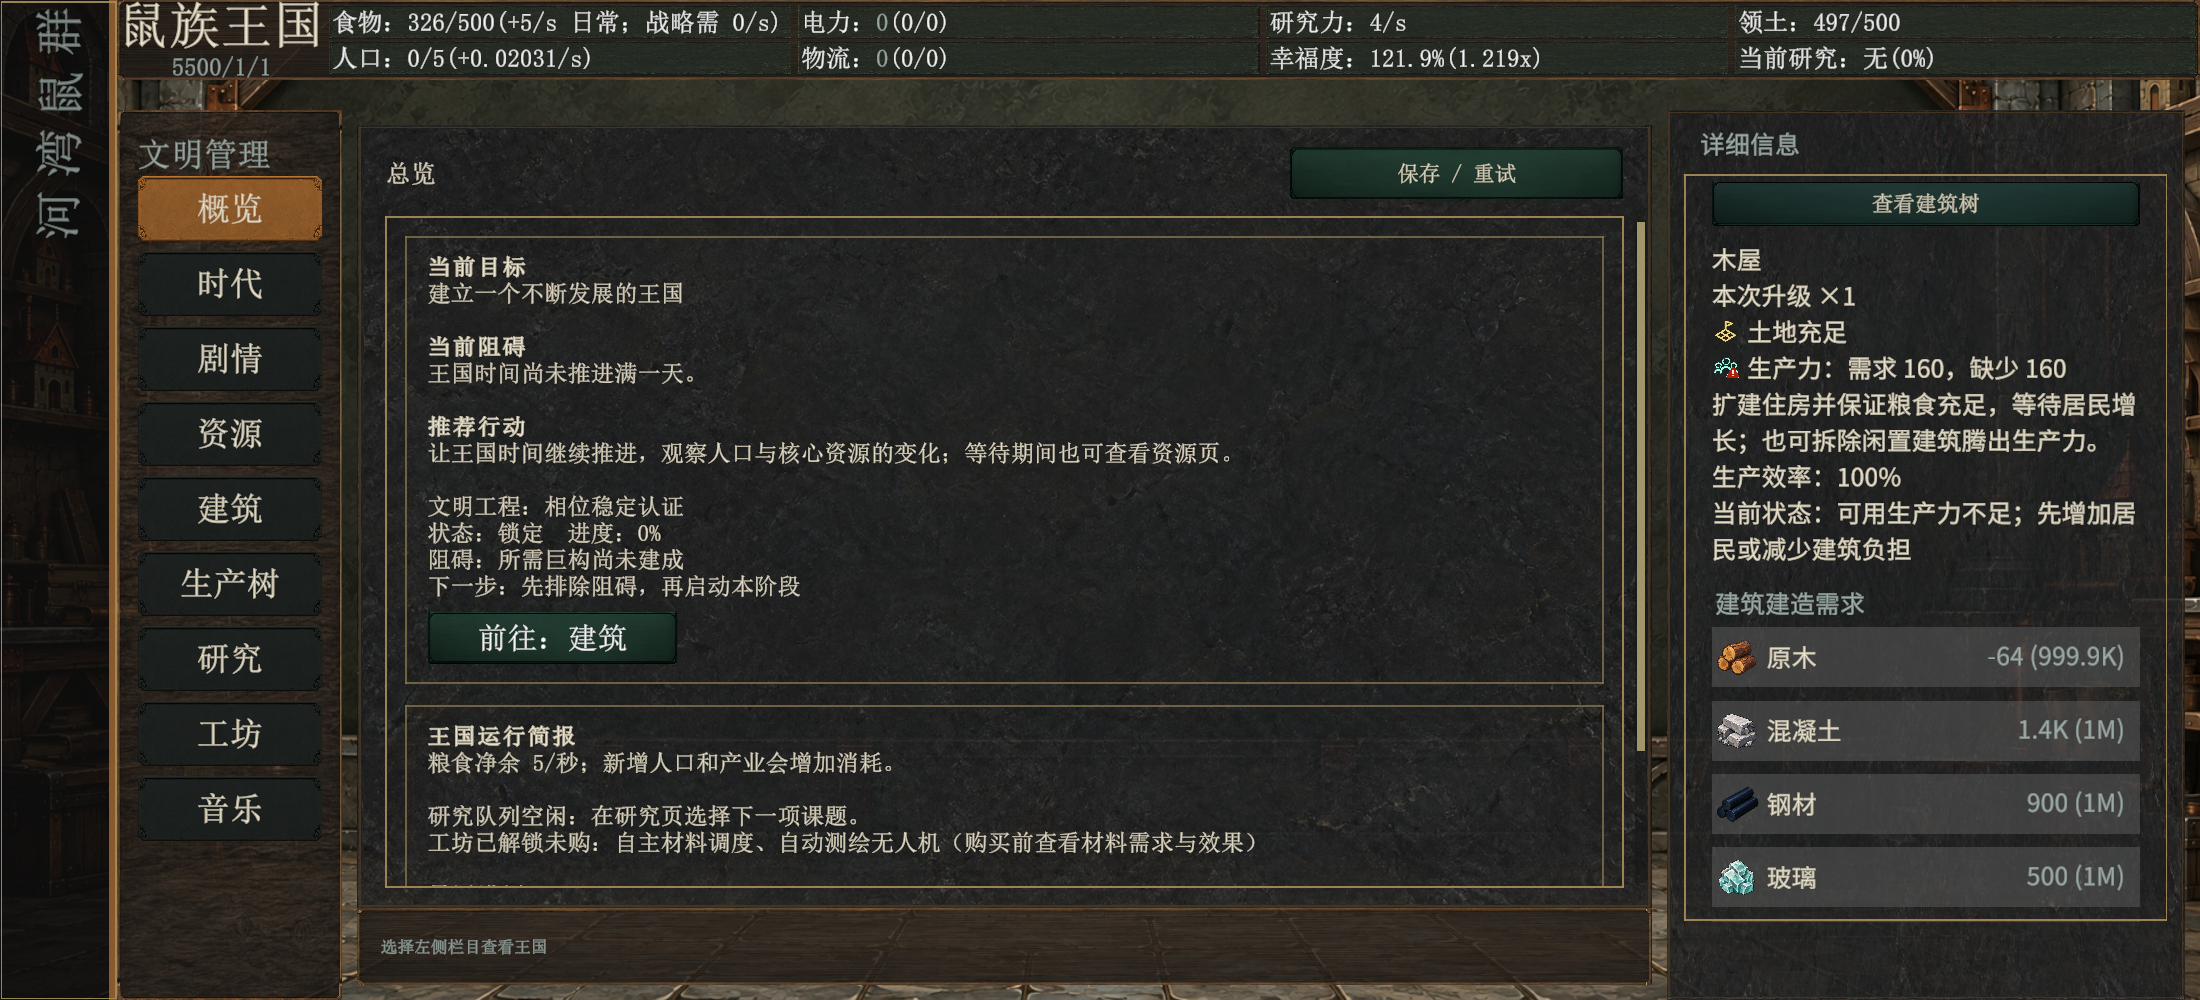 河湾鼠群
鼠族王国
5500/1/1
食物: 326/500(+5/s 日常; 战略需 0/s)
人口: 0/5(+0.02031/s)
电力: 0(0/0)
物流: 0(0/0)
研究力: 4/s
幸福度: 121.9%(1.219x)
领土: 497/500
当前研究: 无(0%)
文明管理
概览
时代
剧情
资源
建筑
生产树
研究
工坊
音乐
总览
保存 / 重试
当前目标
建立一个不断发展的王国
当前阻碍
王国时间尚未推进满一天。
推荐行动
让王国时间继续推进，观察人口与核心资源的变化；等待期间也可查看资源页。
文明工程: 相位稳定认证
状态: 锁定  进度: 0%
阻碍: 所需巨构尚未建成
下一步: 先排除阻碍，再启动本阶段
前往: 建筑
王国运行简报
粮食净余 5/秒；新增人口和产业会增加消耗。
研究队列空闲: 在研究页选择下一项课题。
工坊已解锁未购: 自主材料调度、自动测绘无人机（购买前查看材料需求与效果）
选择左侧栏目查看王国
详细信息
查看建筑树
木屋
本次升级 ×1
土地充足
生产力: 需求 160，缺少 160
扩建住房并保证粮食充足，等待居民增
长；也可拆除闲置建筑腾出生产力。
生产效率: 100%
当前状态: 可用生产力不足；先增加居
民或减少建筑负担
建筑建造需求
原木 -64 (999.9K)
混凝土 1.4K (1M)
钢材 900 (1M)
玻璃 500 (1M)